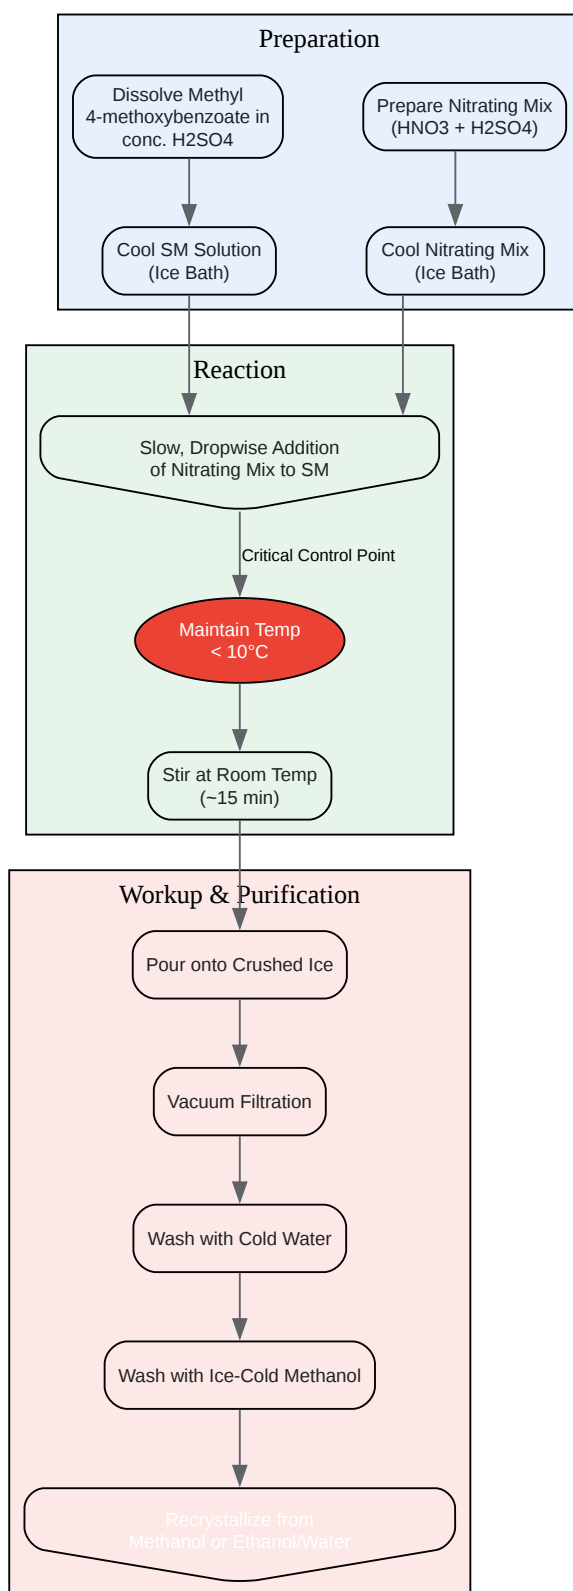 Preparation
Dissolve Methyl
4-methoxybenzoate in
conc. H2SO4
Prepare Nitrating Mix
(HNO3 + H2SO4)
Cool SM Solution
(Ice Bath)
Cool Nitrating Mix
(Ice Bath)
Reaction
Slow, Dropwise Addition
of Nitrating Mix to SM
Critical Control Point
Maintain Temp
< 10°C
Stir at Room Temp
(~15 min)
Workup & Purification
Pour onto Crushed Ice
Vacuum Filtration
Wash with Cold Water
Wash with Ice-Cold Methanol
Recrystallize from
Methanol or Ethanol/Water